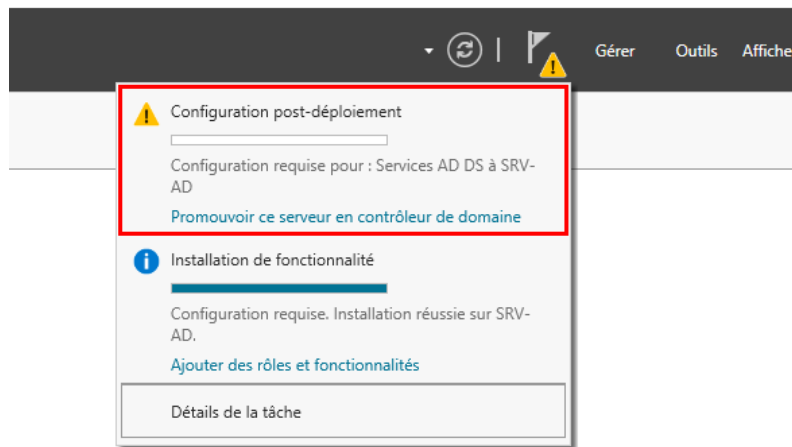 Gérer Outils Affiche
Configuration post-déploiement
Configuration requise pour : Services AD DS à SRV-
AD
Promouvoir ce serveur en contrôleur de domaine
Installation de fonctionnalité
Configuration requise. Installation réussie sur SRV-
AD.
Ajouter des rôles et fonctionnalités
Détails de la tâche